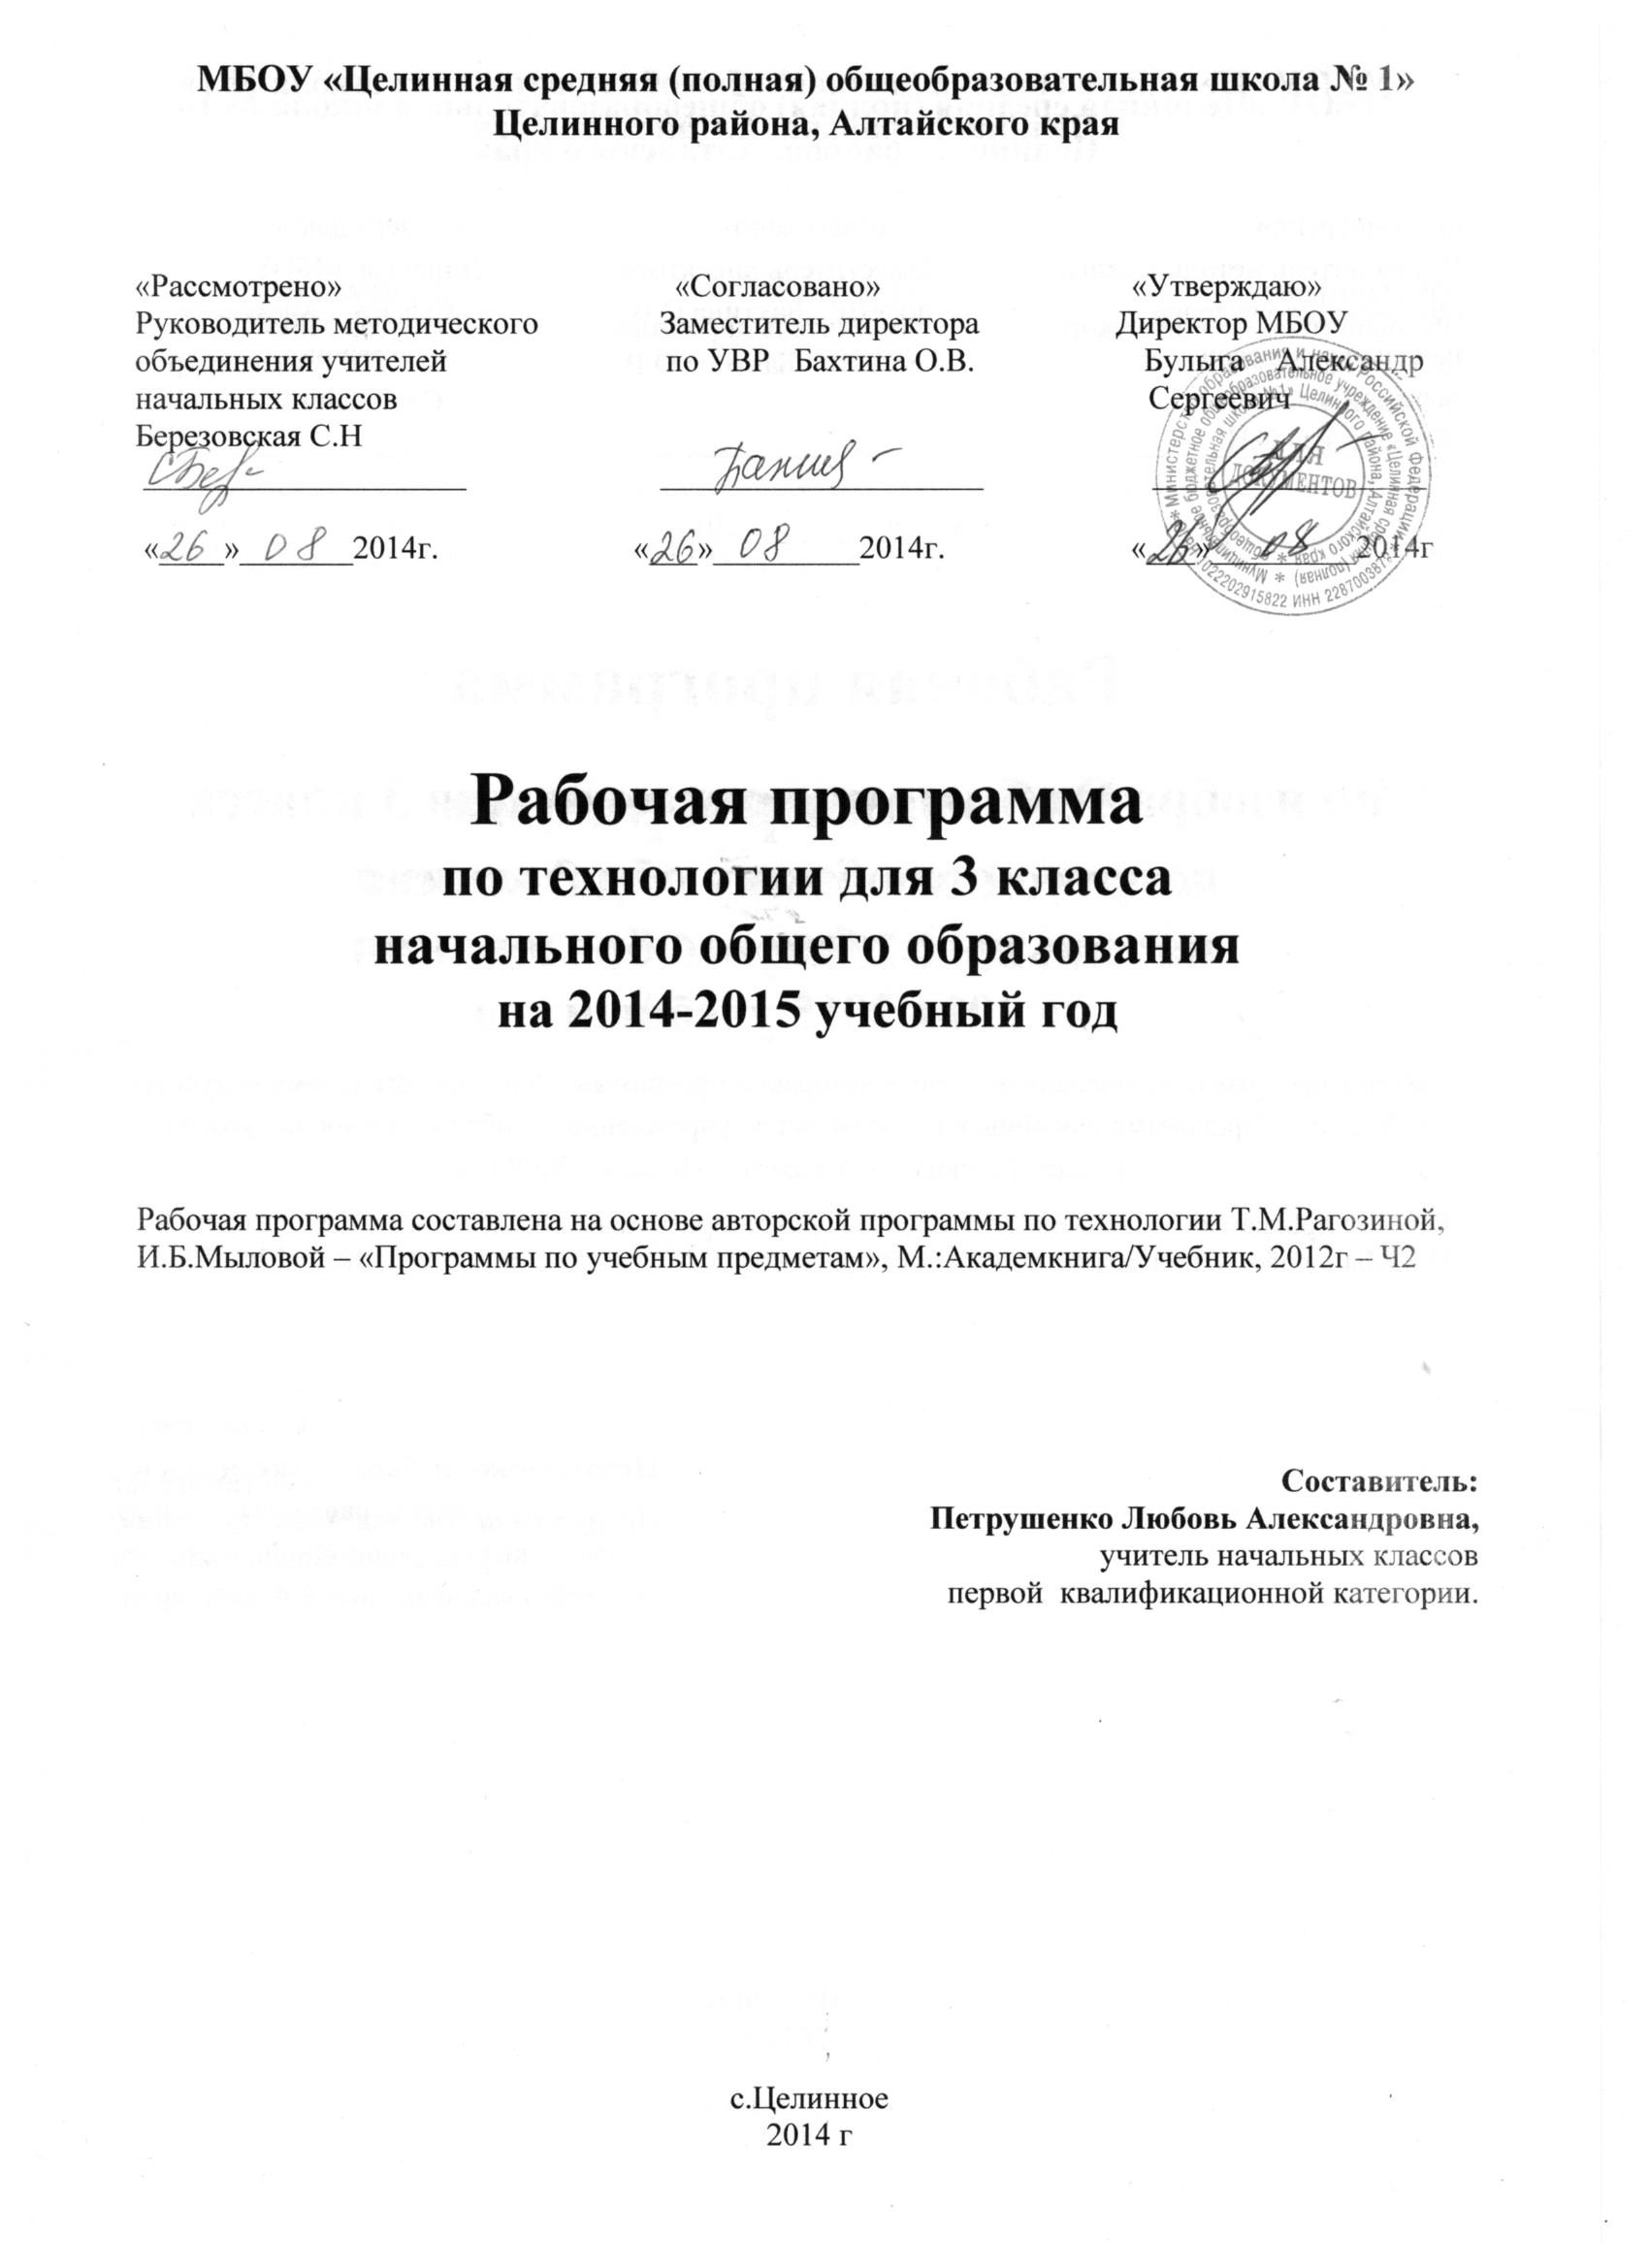 МБОУ «Целинная средняя (полная) общеобразовательная школа № 1»
Целинного района, Алтайского края
«Рассмотрено»
Руководитель методического
объединения учителей
начальных классов
Березовская С.Н
«26» 08 2014г.
«Согласовано»
Заместитель директора
по УВР Бахтина О.В.
«26» 08 2014г.
«Утверждаю»
Директор МБОУ
Булыга Александр
Сергеевич
«26» 08 2014г
ДЛЯ
ДОКУМЕНТОВ
Рабочая программа
по технологии для 3 класса
начального общего образования
на 2014-2015 учебный год
Рабочая программа составлена на основе авторской программы по технологии Т.М.Рагозиной,
И.Б.Мыловой – «Программы по учебным предметам», М.:Академкнига/Учебник, 2012г – Ч2
Составитель:
Петрушенко Любовь Александровна,
учитель начальных классов
первой квалификационной категории.
с.Целинное
2014 г